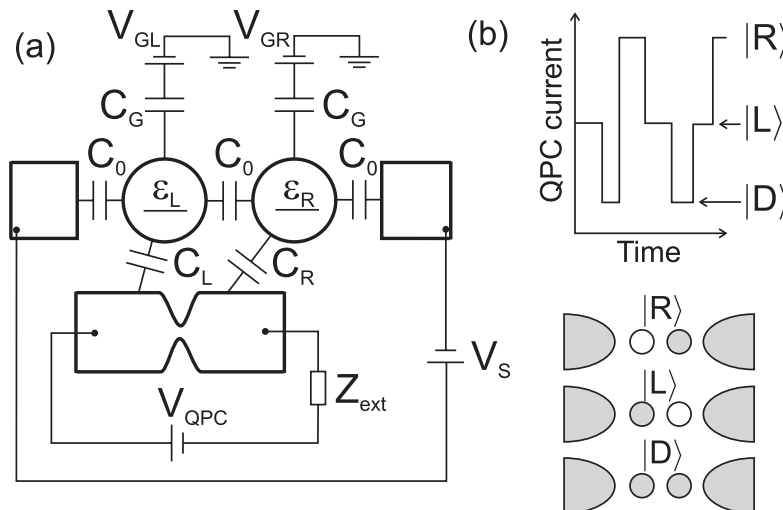 (a)
V_GL
V_GR
C_G
C_G
C_0
C_0
C_0
ε_L
ε_R
C_L
C_R
V_S
Z_ext
V_QPC
(b)
QPC current
Time
|R⟩
|L⟩
|D⟩
|R⟩
|L⟩
|D⟩